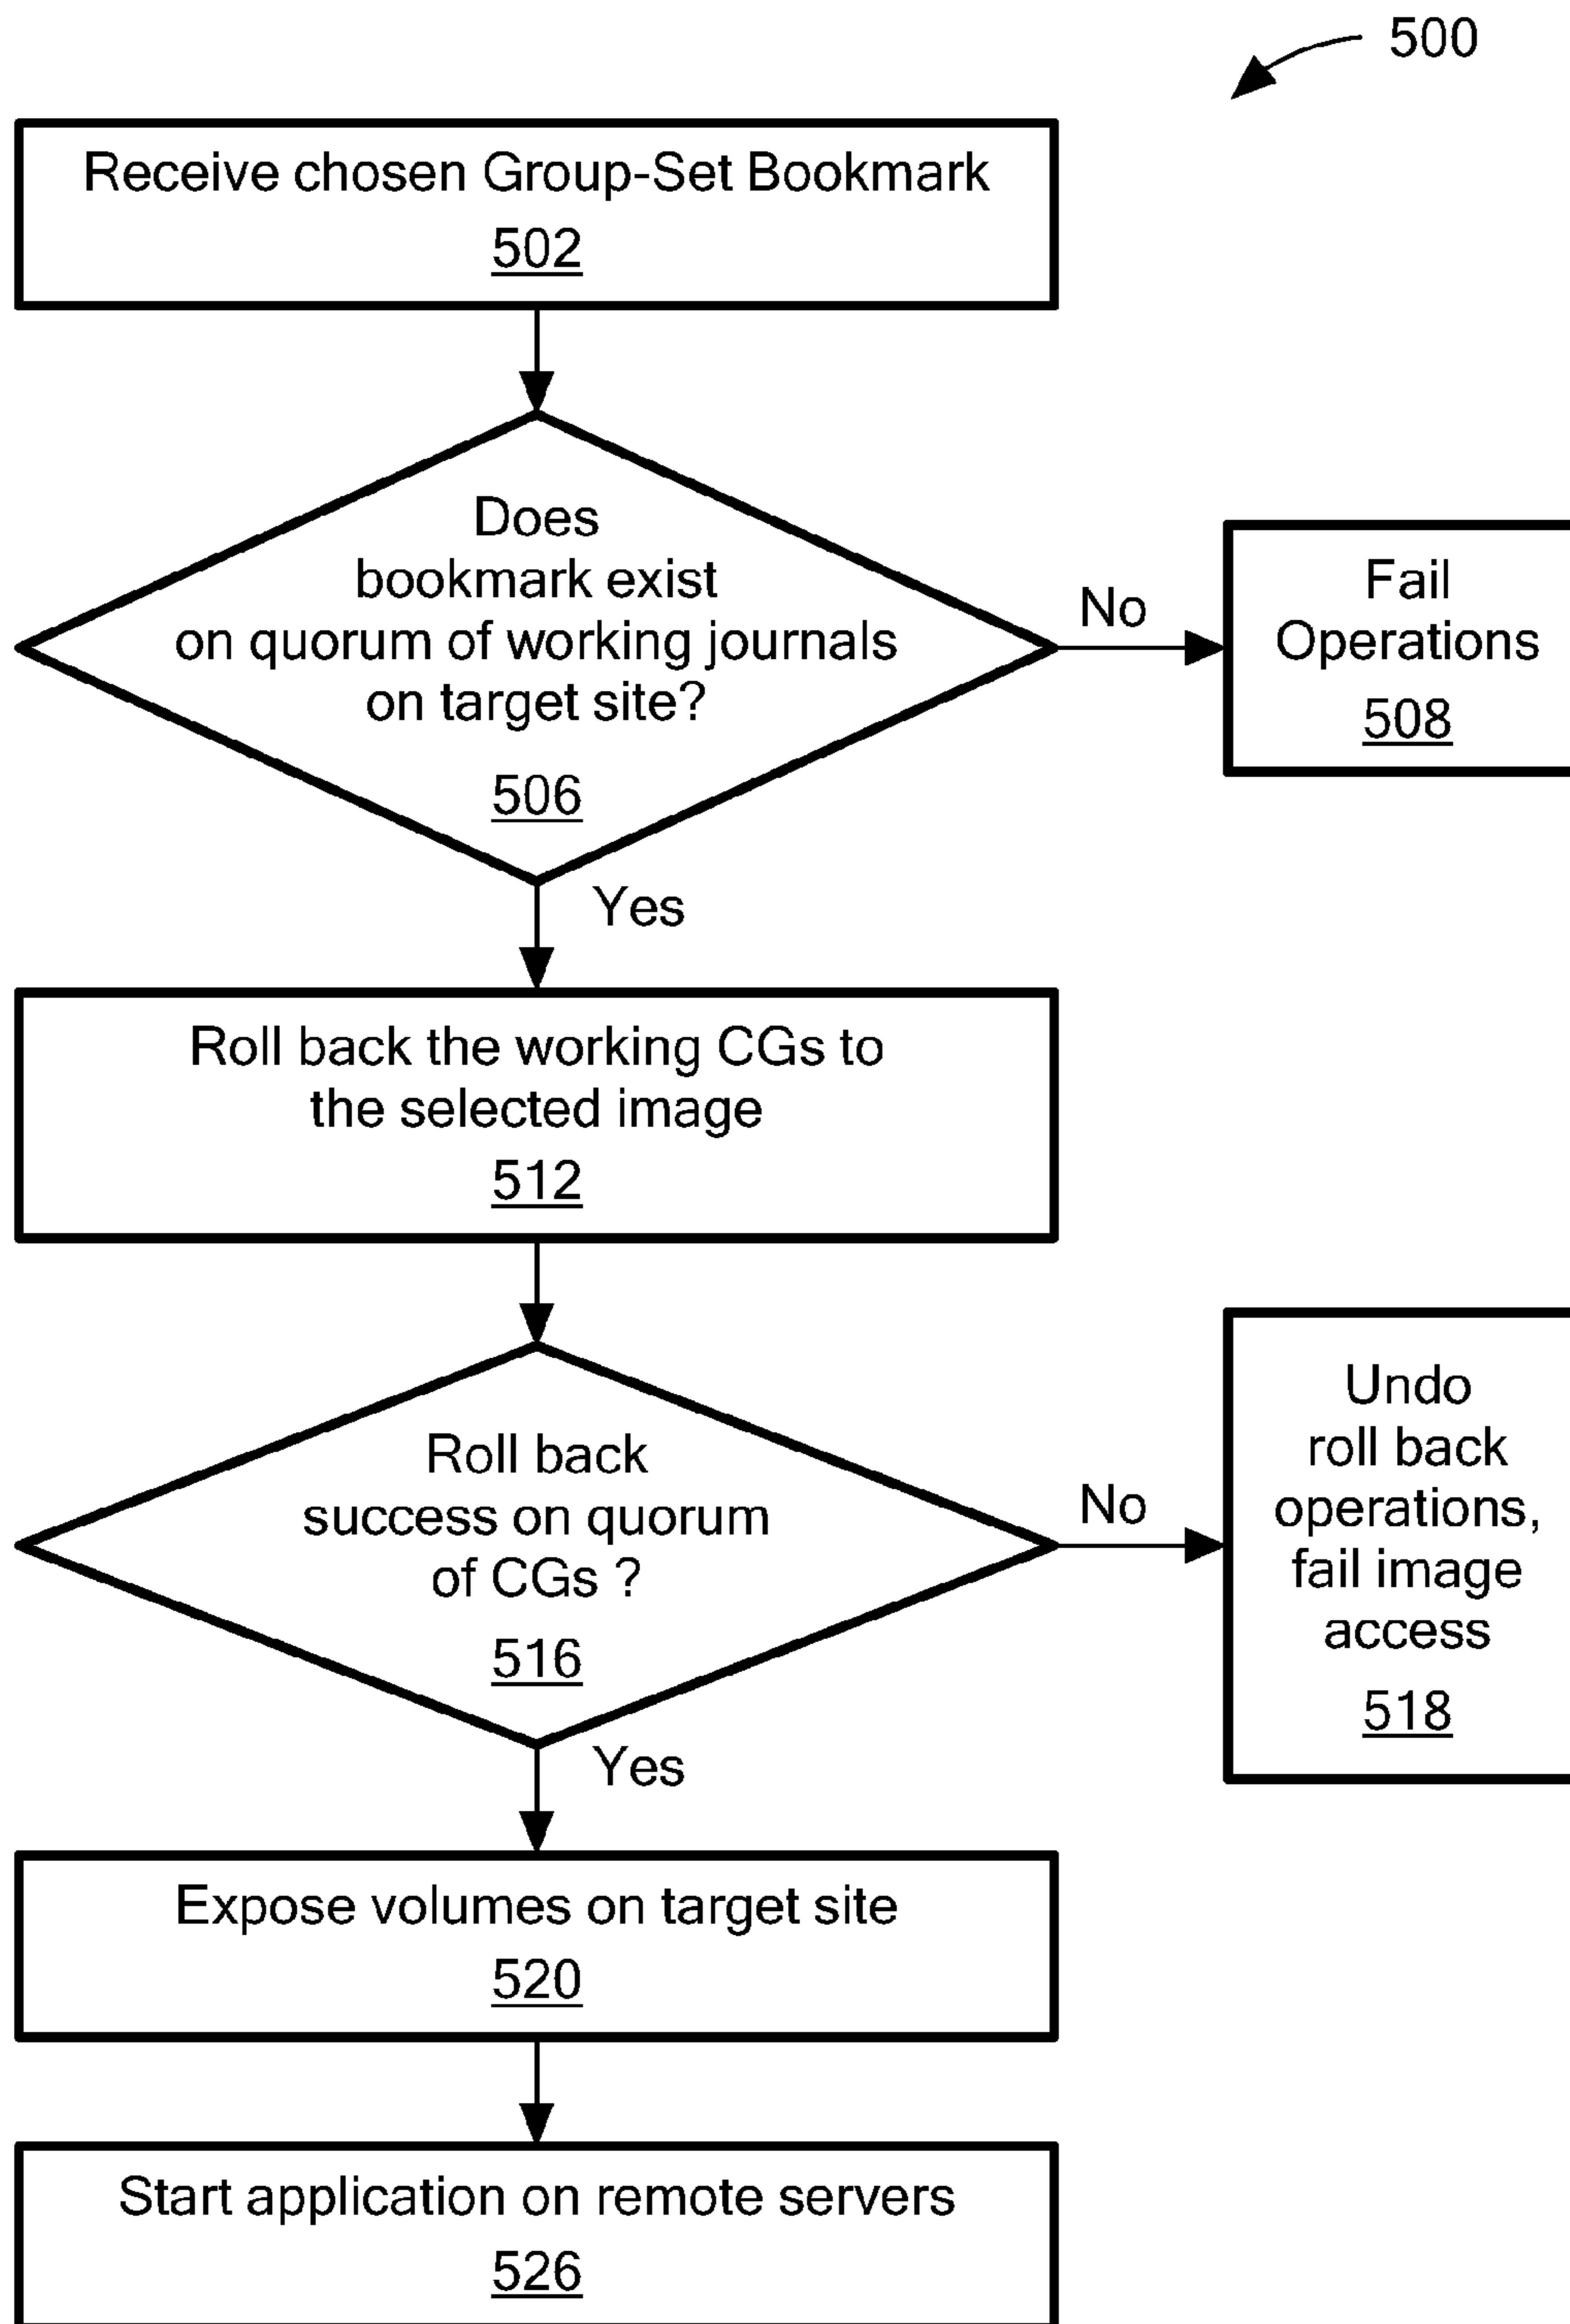 500
Receive chosen Group-Set Bookmark
502
Does
bookmark exist
on quorum of working journals
on target site?
506
No
Fail
Operations
508
Yes
Roll back the working CGs to
the selected image
512
Roll back
success on quorum
of CGs ?
516
No
Undo
roll back
operations,
fail image
access
518
Yes
Expose volumes on target site
520
Start application on remote servers
526